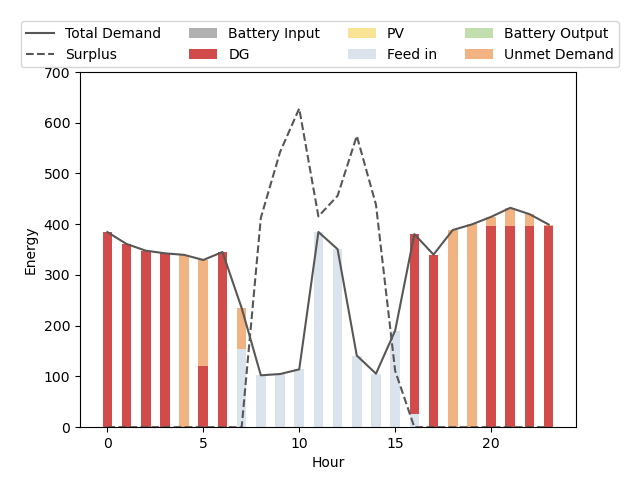 Total Demand Battery Input PV Battery Output
Surplus DG Feed in Unmet Demand
700
600
500
400
300
200
100
0
Energy
0 5 10 15 20
Hour